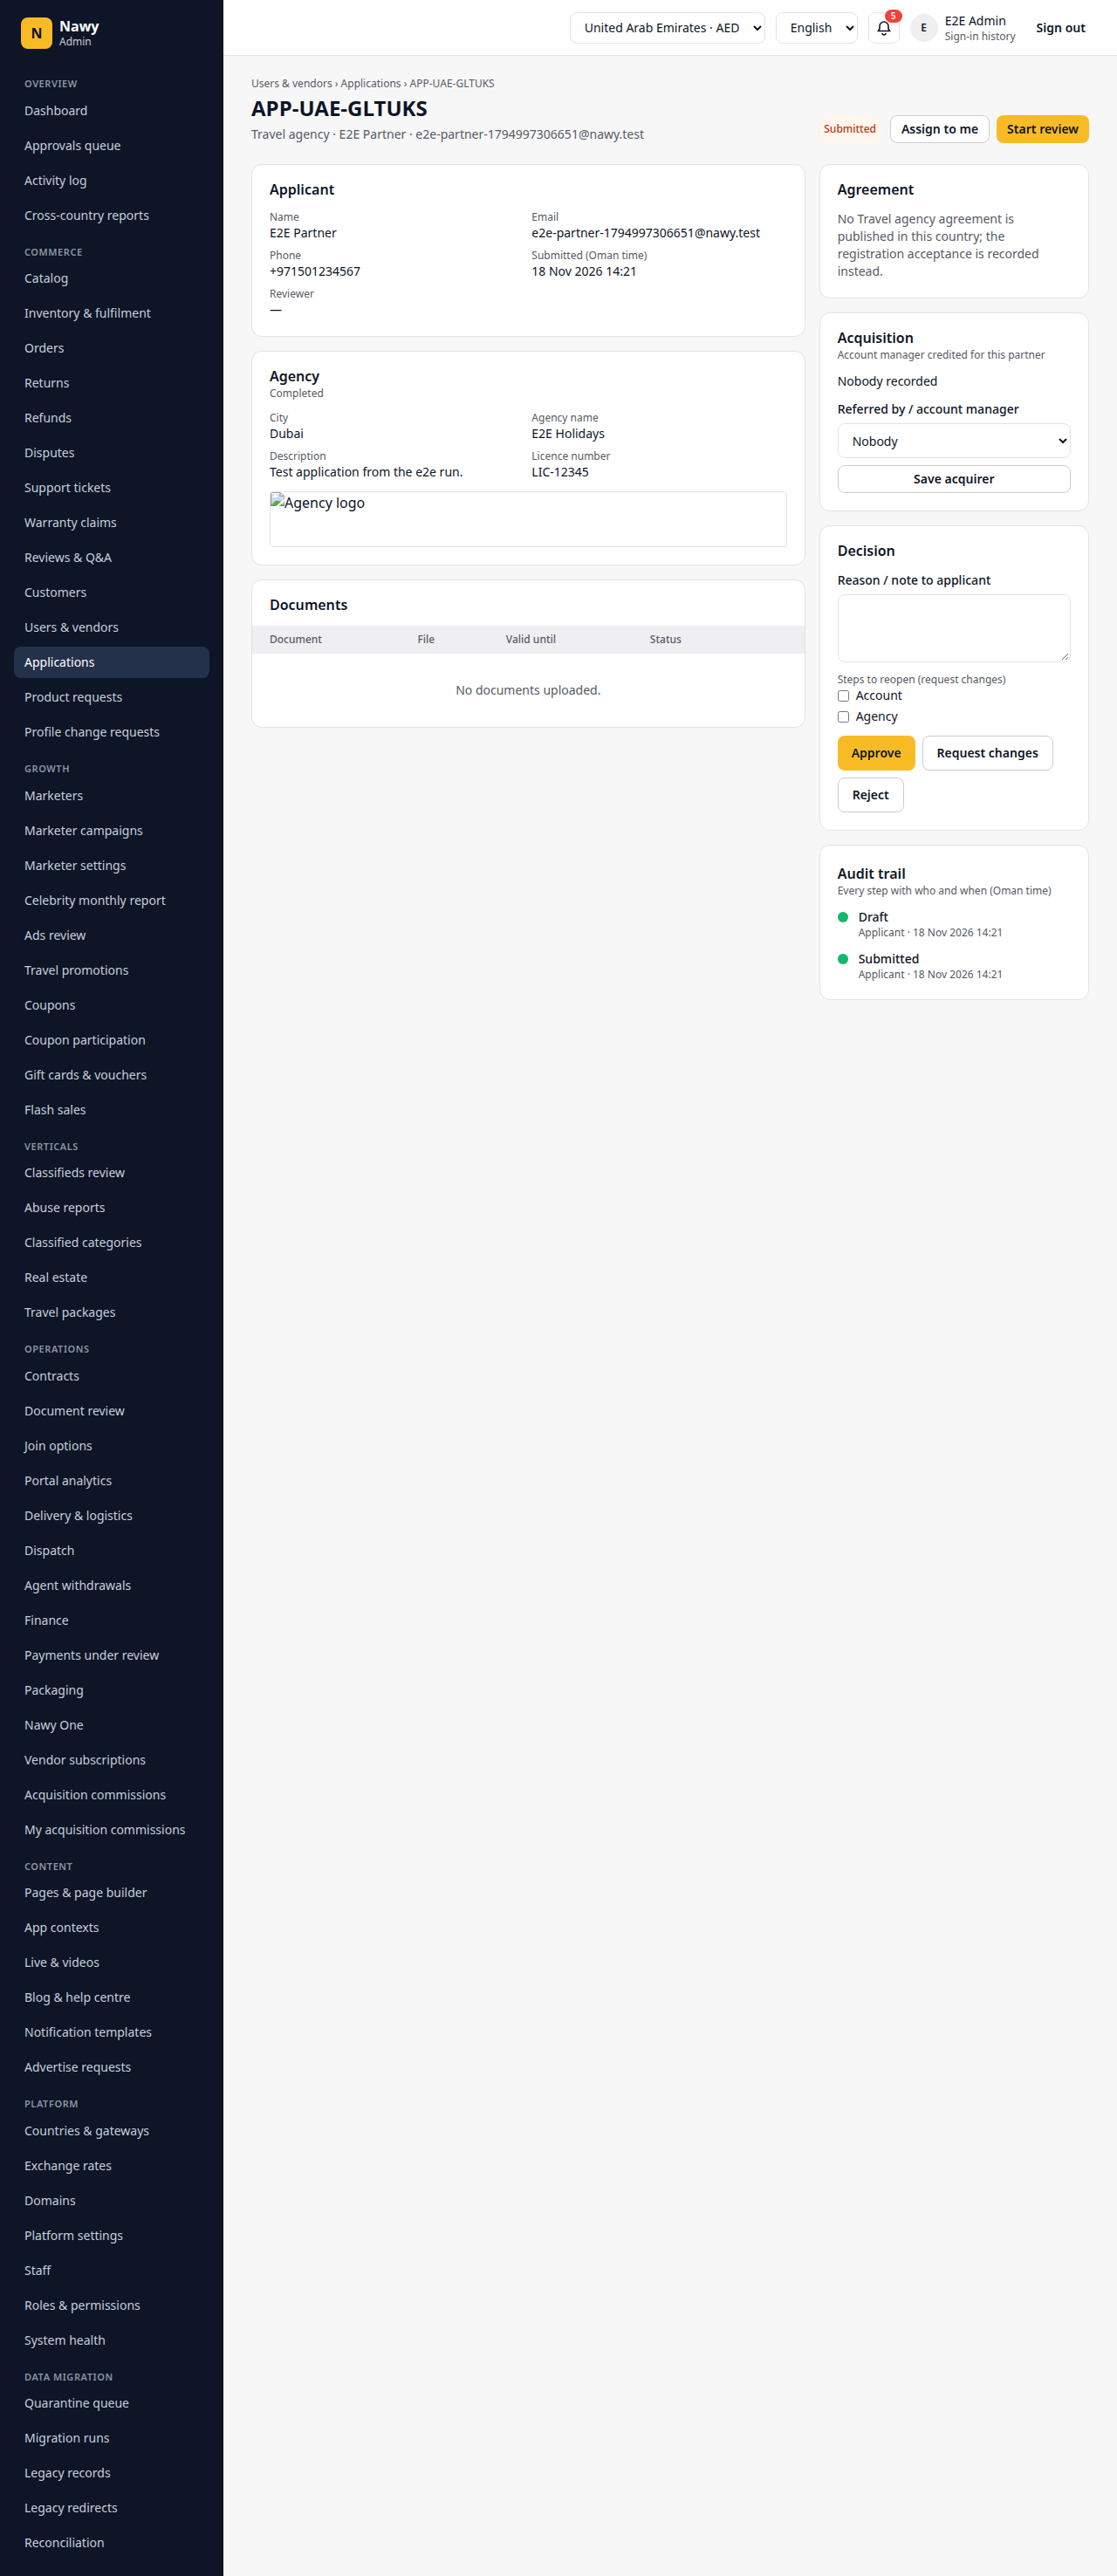 N
Nawy
Admin
OVERVIEW
Dashboard
Approvals queue
Activity log
Cross-country reports
COMMERCE
Catalog
Inventory & fulfilment
Orders
Returns
Refunds
Disputes
Support tickets
Warranty claims
Reviews & Q&A
Customers
Users & vendors
Applications
Product requests
Profile change requests
GROWTH
Marketers
Marketer campaigns
Marketer settings
Celebrity monthly report
Ads review
Travel promotions
Coupons
Coupon participation
Gift cards & vouchers
Flash sales
VERTICALS
Classifieds review
Abuse reports
Classified categories
Real estate
Travel packages
OPERATIONS
Contracts
Document review
Join options
Portal analytics
Delivery & logistics
Dispatch
Agent withdrawals
Finance
Payments under review
Packaging
Nawy One
Vendor subscriptions
Acquisition commissions
My acquisition commissions
CONTENT
Pages & page builder
App contexts
Live & videos
Blog & help centre
Notification templates
Advertise requests
PLATFORM
Countries & gateways
Exchange rates
Domains
Platform settings
Staff
Roles & permissions
System health
DATA MIGRATION
Quarantine queue
Migration runs
Legacy records
Legacy redirects
Reconciliation
United Arab Emirates · AED
English
5
E
E2E Admin
Sign-in history
Sign out
Users & vendors › Applications › APP-UAE-GLTUKS
APP-UAE-GLTUKS
Travel agency · E2E Partner · e2e-partner-1794997306651@nawy.test
Submitted
Assign to me
Start review
Applicant
Name
E2E Partner
Email
e2e-partner-1794997306651@nawy.test
Phone
+971501234567
Submitted (Oman time)
18 Nov 2026 14:21
Reviewer
—
Agency
Completed
City
Dubai
Agency name
E2E Holidays
Description
Test application from the e2e run.
Licence number
LIC-12345
Agency logo
Documents
Document File Valid until Status
No documents uploaded.
Agreement
No Travel agency agreement is
published in this country; the
registration acceptance is recorded
instead.
Acquisition
Account manager credited for this partner
Nobody recorded
Referred by / account manager
Nobody
Save acquirer
Decision
Reason / note to applicant
Steps to reopen (request changes)
Account
Agency
Approve
Request changes
Reject
Audit trail
Every step with who and when (Oman time)
Draft
Applicant · 18 Nov 2026 14:21
Submitted
Applicant · 18 Nov 2026 14:21